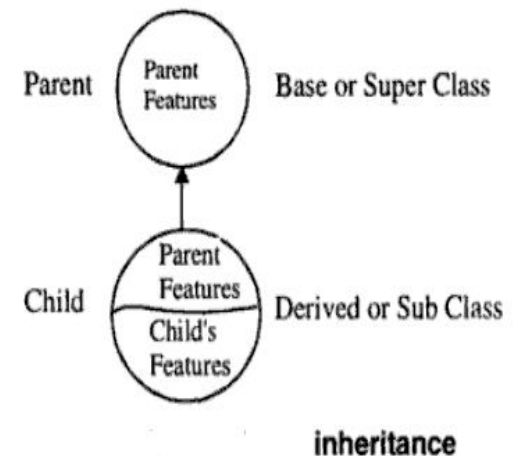 Parent
Parent
Features
Base or Super Class
Child
Parent
Features
Child's
Features
Derived or Sub Class
inheritance